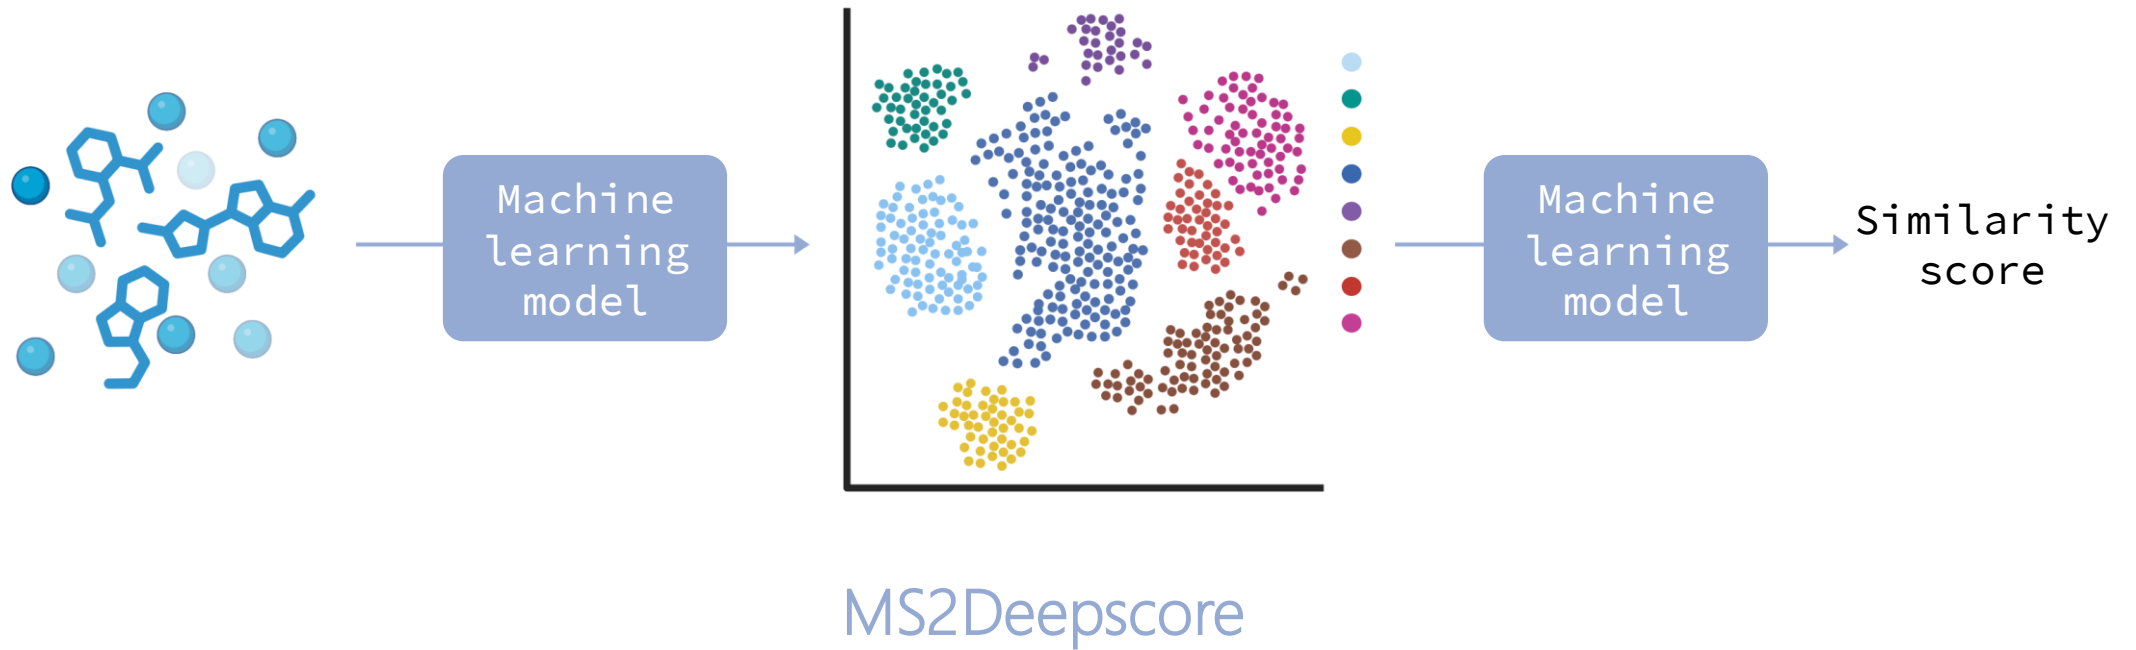 Machine
learning
model
Machine
learning
model
Similarity
score
MS2Deepscore